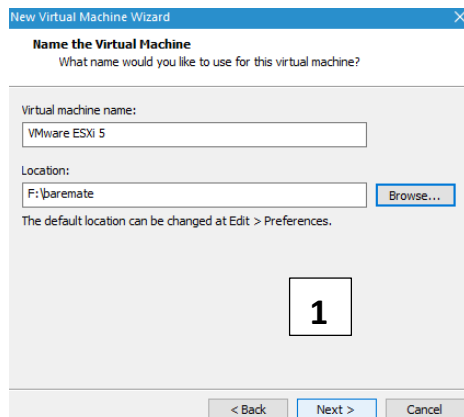 New Virtual Machine Wizard
Name the Virtual Machine
What name would you like to use for this virtual machine?
Virtual machine name:
VMware ESXi 5
Location:
F:\baremate
Browse...
The default location can be changed at Edit > Preferences.
1
< Back
Next >
Cancel